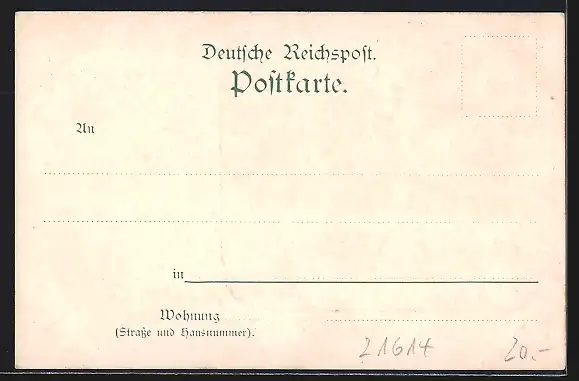 Deutsche Reichspost.
Postkarte.
An
in
Wohnung
(Straße und Hausnummer).
21614 20.-